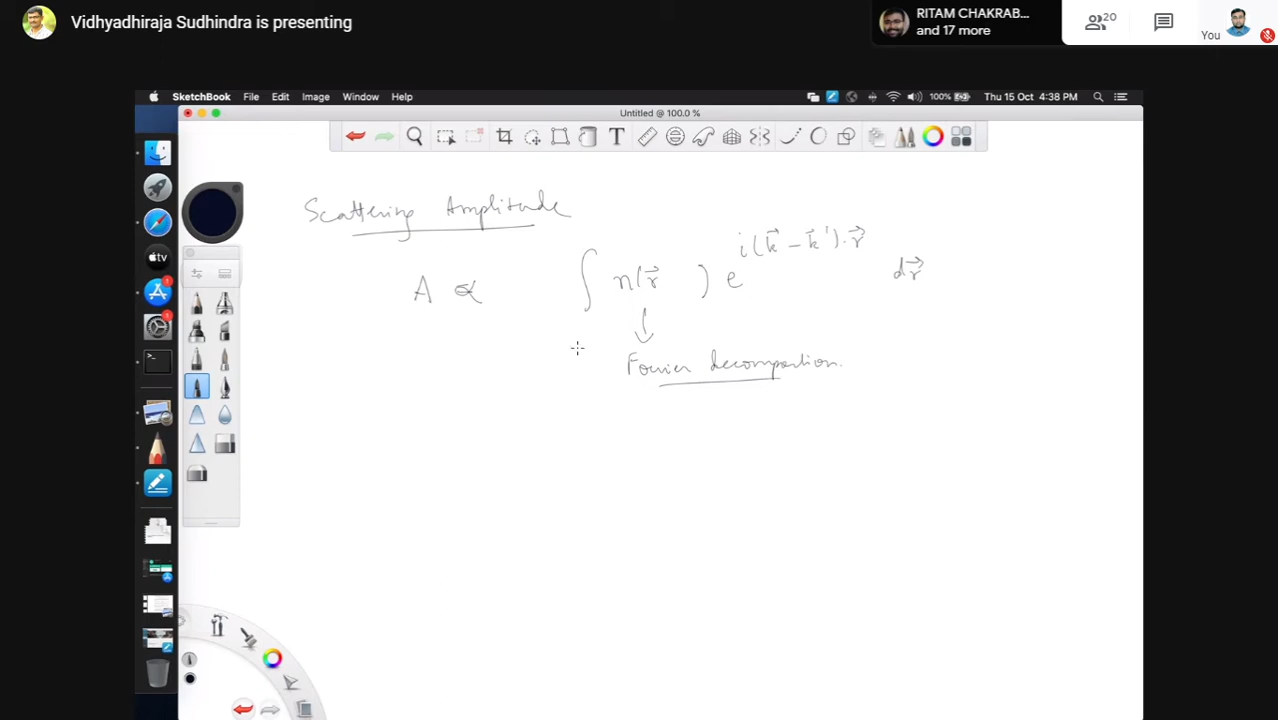 Vidhyadhiraja Sudhindra is presenting
RITAM CHAKRAB...
and 17 more
20
You
SketchBook File Edit Image Window Help
100%
Thu 15 Oct 4:38 PM
Untitled @ 100.0 %
tv
Scattering Amplitude
A ∝ ∫ n(r⃗ ) e^{i(k⃗ - k⃗')·r⃗} dr⃗
Fourier decomposition.